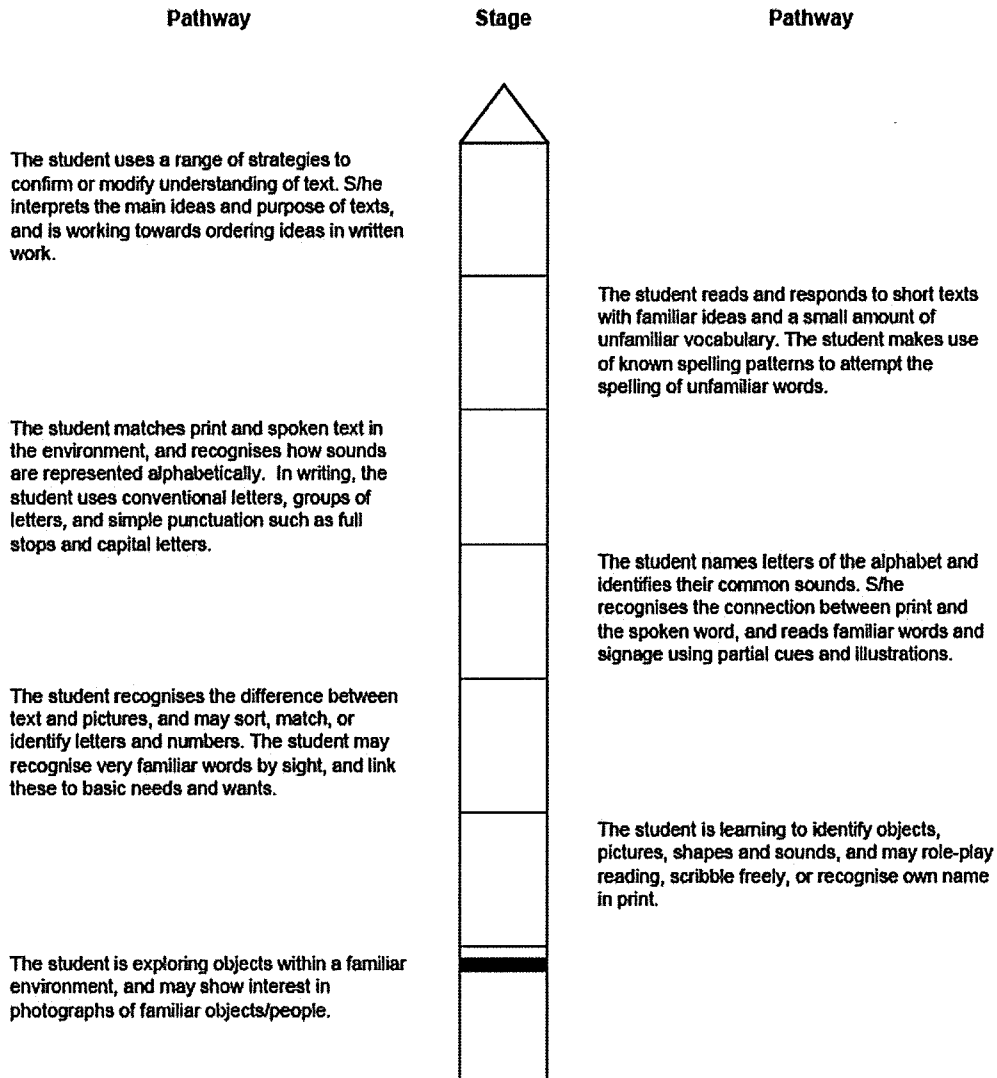 Pathway Stage Pathway
The student uses a range of strategies to
confirm or modify understanding of text. S/he
interprets the main ideas and purpose of texts,
and is working towards ordering ideas in written
work.
The student reads and responds to short texts
with familiar ideas and a small amount of
unfamiliar vocabulary. The student makes use
of known spelling patterns to attempt the
spelling of unfamiliar words.
The student matches print and spoken text in
the environment, and recognises how sounds
are represented alphabetically. In writing, the
student uses conventional letters, groups of
letters, and simple punctuation such as full
stops and capital letters.
The student names letters of the alphabet and
identifies their common sounds. S/he
recognises the connection between print and
the spoken word, and reads familiar words and
signage using partial cues and illustrations.
The student recognises the difference between
text and pictures, and may sort, match, or
identify letters and numbers. The student may
recognise very familiar words by sight, and link
these to basic needs and wants.
The student is learning to identify objects,
pictures, shapes and sounds, and may role-play
reading, scribble freely, or recognise own name
in print.
The student is exploring objects within a familiar
environment, and may show interest in
photographs of familiar objects/people.